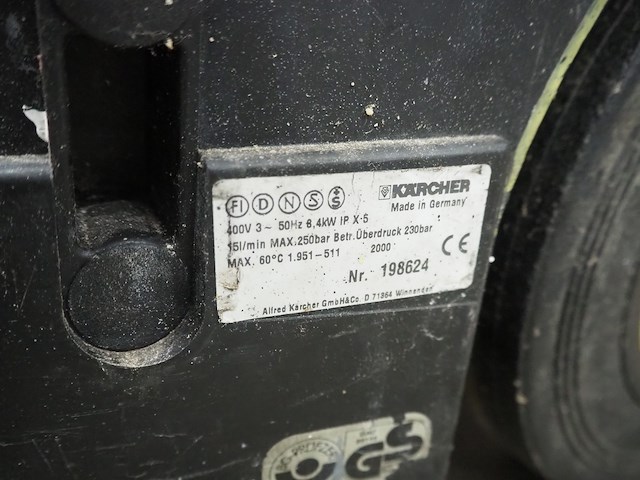 FI D N S S KÄRCHER
Made in Germany
400V 3~ 50Hz 8,4kW IP X-5
15l/min MAX.250bar Betr.Überdruck 230bar
MAX. 60°C 1.951-511 2000 CE
Nr. 198624
Alfred Kärcher GmbH&Co. D 71364 Winnenden
GS